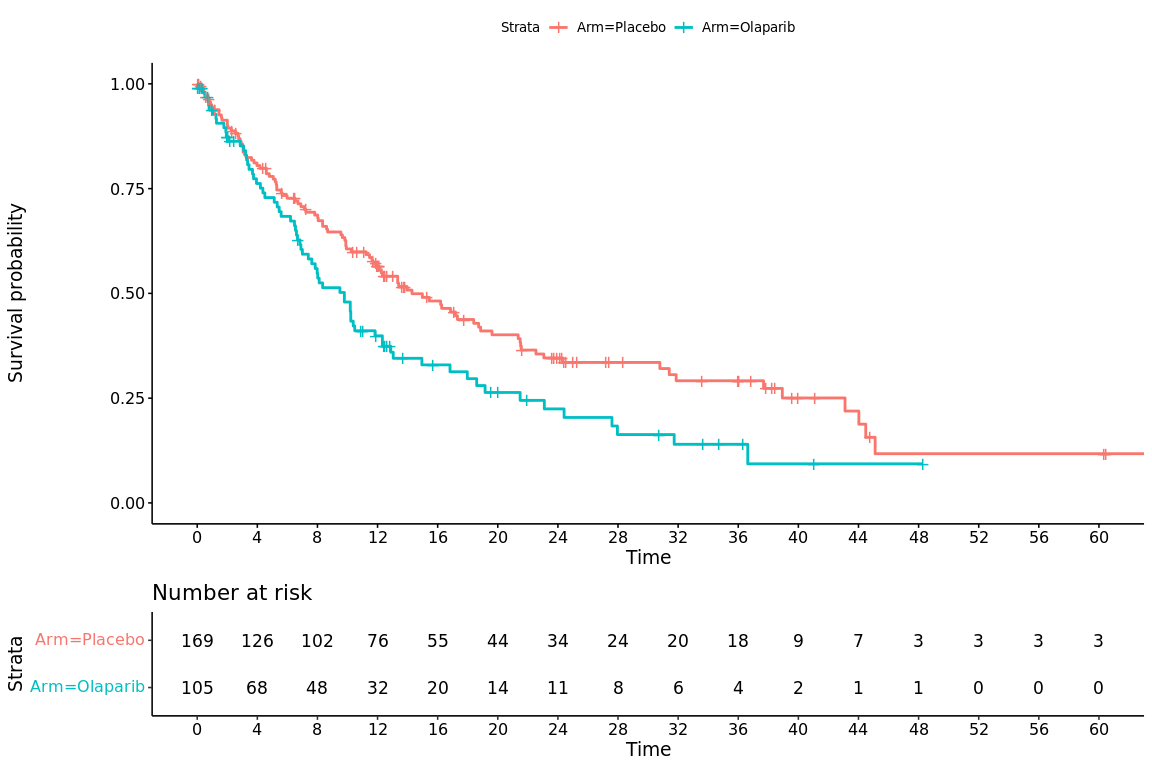 Strata Arm=Placebo Arm=Olaparib
Survival probability
1.00
0.75
0.50
0.25
0.00
0 4 8 12 16 20 24 28 32 36 40 44 48 52 56 60
Time
Number at risk
Strata
Arm=Placebo 169 126 102 76 55 44 34 24 20 18 9 7 3 3 3 3
Arm=Olaparib 105 68 48 32 20 14 11 8 6 4 2 1 1 0 0 0
0 4 8 12 16 20 24 28 32 36 40 44 48 52 56 60
Time